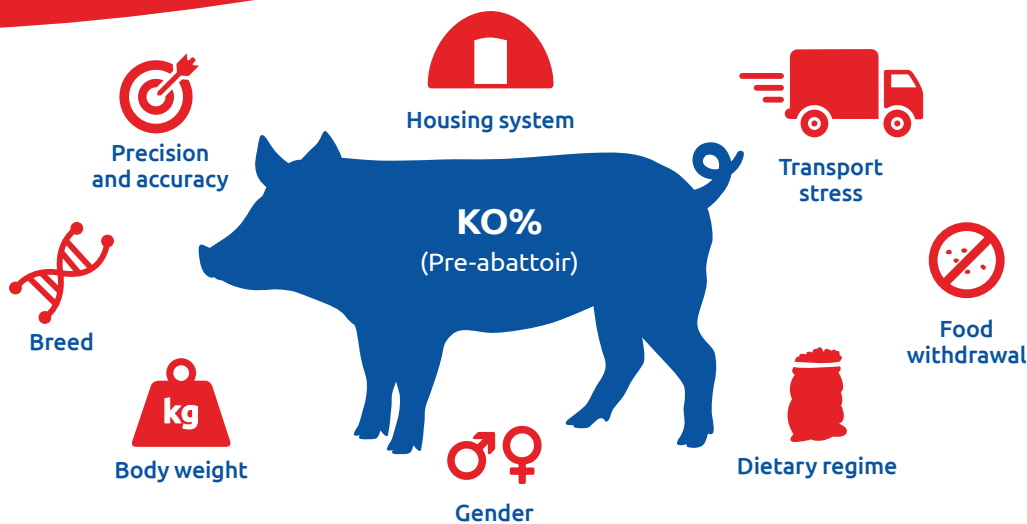 Housing system
Precision
and accuracy
Transport
stress
KO%
(Pre-abattoir)
Breed
Food
withdrawal
kg
Body weight
Dietary regime
Gender